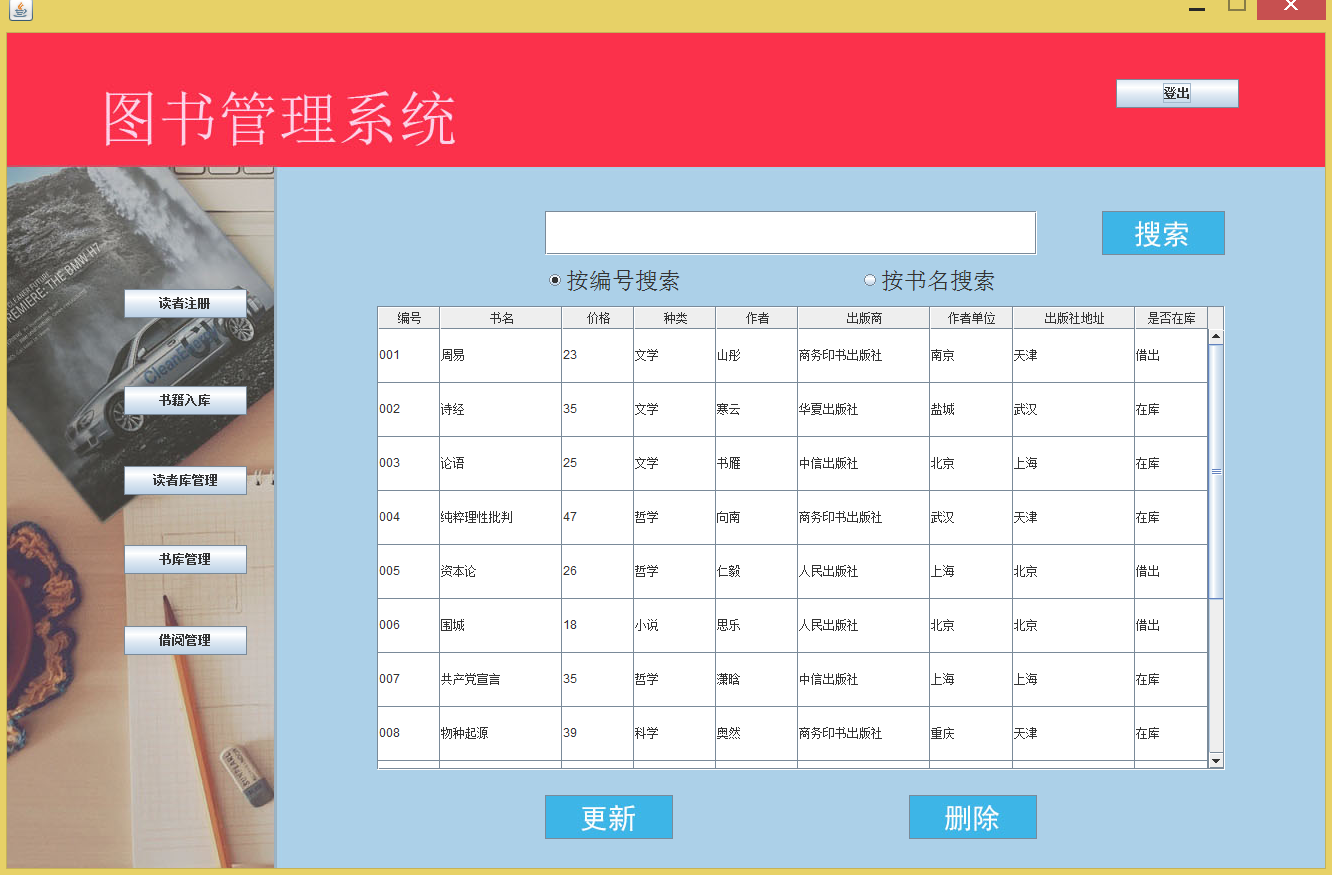 图书管理系统
登出
搜索
按编号搜索 按书名搜索
CLEANER FUTURE
PREMIERE: THE BMW H7.
CleanEnergy
读者注册
书籍入库
读者库管理
书库管理
借阅管理
编号 书名 价格 种类 作者 出版商 作者单位 出版社地址 是否在库
001 周易 23 文学 山彤 商务印书出版社 南京 天津 借出
002 诗经 35 文学 寒云 华夏出版社 盐城 武汉 在库
003 论语 25 文学 书雁 中信出版社 北京 上海 在库
004 纯粹理性批判 47 哲学 向南 商务印书出版社 武汉 天津 在库
005 资本论 26 哲学 仁毅 人民出版社 上海 北京 借出
006 围城 18 小说 思乐 人民出版社 北京 北京 借出
007 共产党宣言 35 哲学 潇晗 中信出版社 上海 上海 在库
008 物种起源 39 科学 奥然 商务印书出版社 重庆 天津 在库
更新 删除